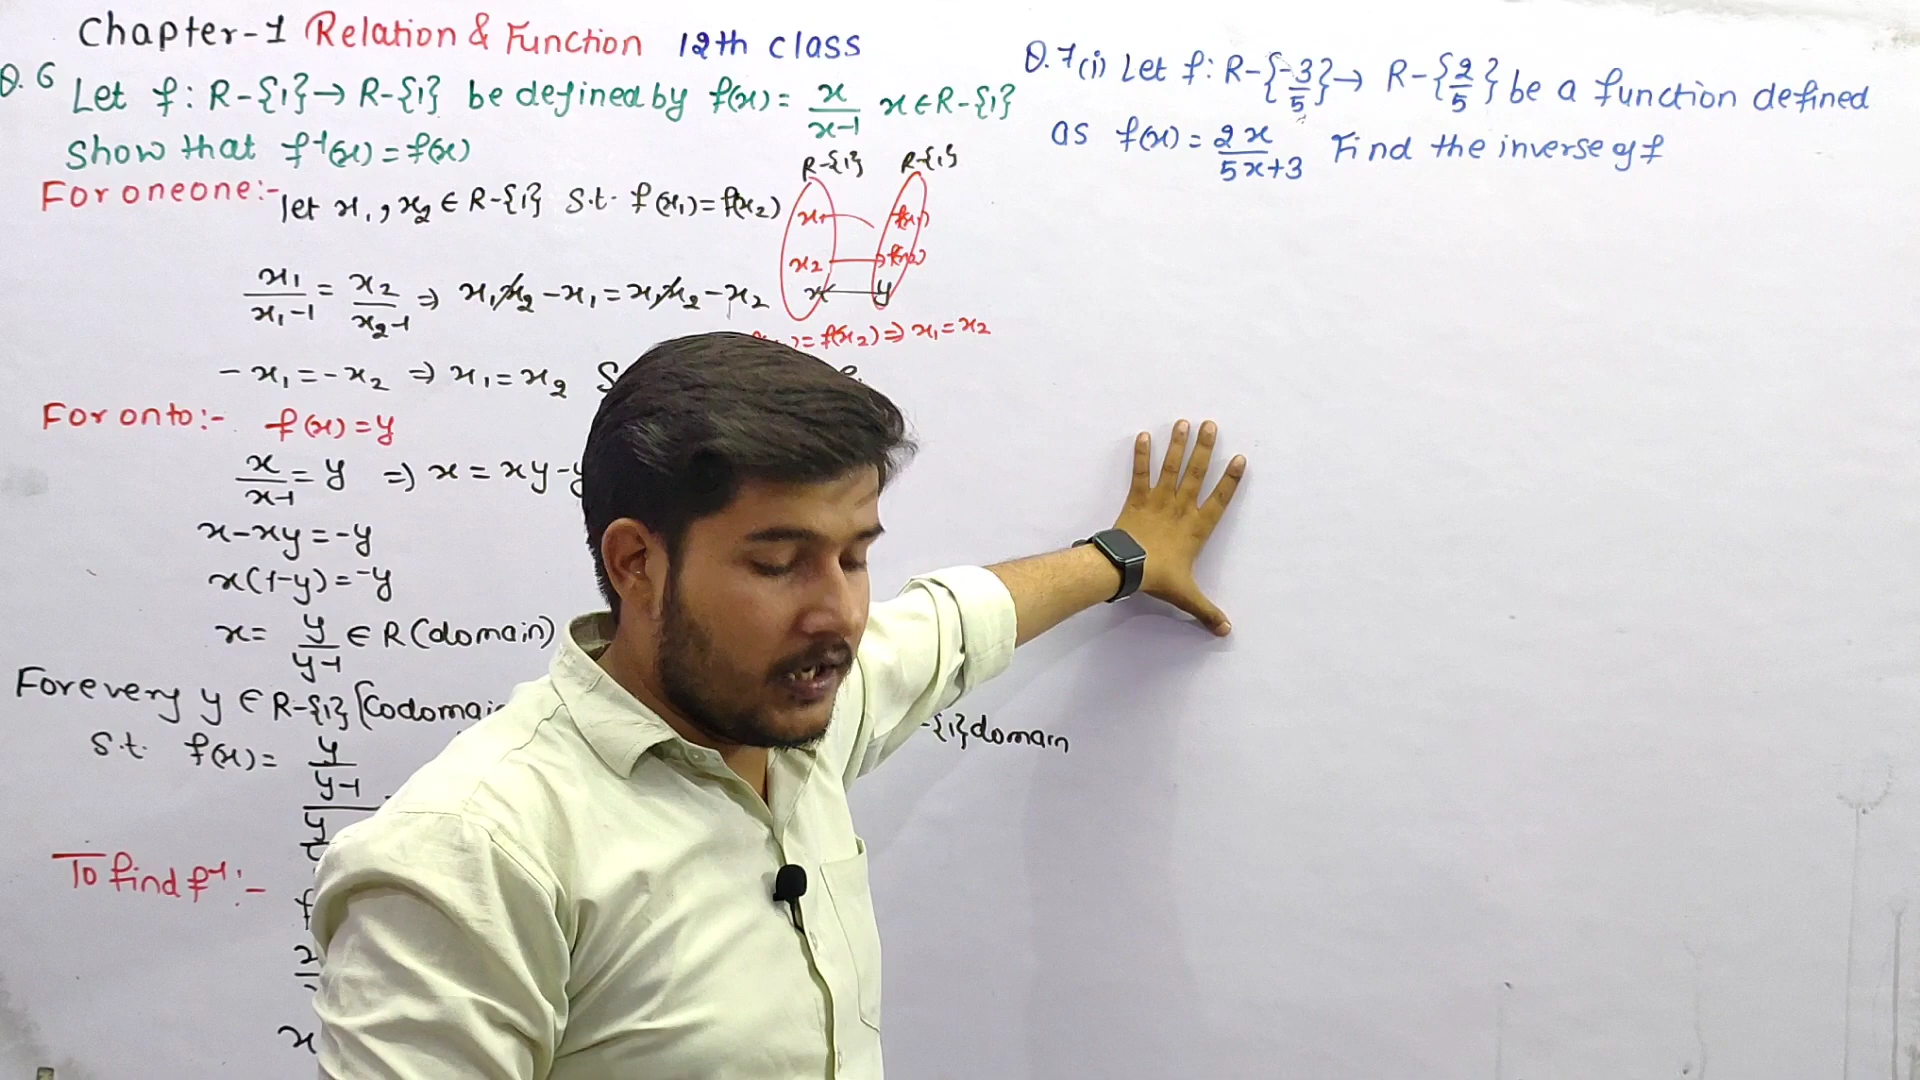 Chapter-1 Relation & Function 12th class
Q.6 Let f: R-{1}→ R-{1} be defined by f(x)= x/x-1 x∈R-{1}
Show that f⁻¹(x)=f(x)
For oneone:- let x₁, x₂ ∈ R-{1} s.t. f(x₁)=f(x₂)
R-{1} R-{1}
x₁ f(x₁)
x₂ f(x₂)
x y
x₁/x₁-1 = x₂/x₂-1 ⇒ x₁x₂-x₁=x₁x₂-x₂
)=f(x₂)⇒x₁=x₂
-x₁=-x₂ ⇒ x₁=x₂ S
For onto:- f(x)=y
x/x-1=y ⇒ x=xy-y
x-xy=-y
x(1-y)=-y
x= y/y-1 ∈ R(domain)
For every y ∈ R-{1} [Codomai -{1}domain
s.t. f(x)= y/y-1
y
To find f⁻¹:-
x
Q.7(i) Let f: R-{-3/5}→ R-{2/5} be a function defined
as f(x)= 2x/5x+3 Find the inverse of f